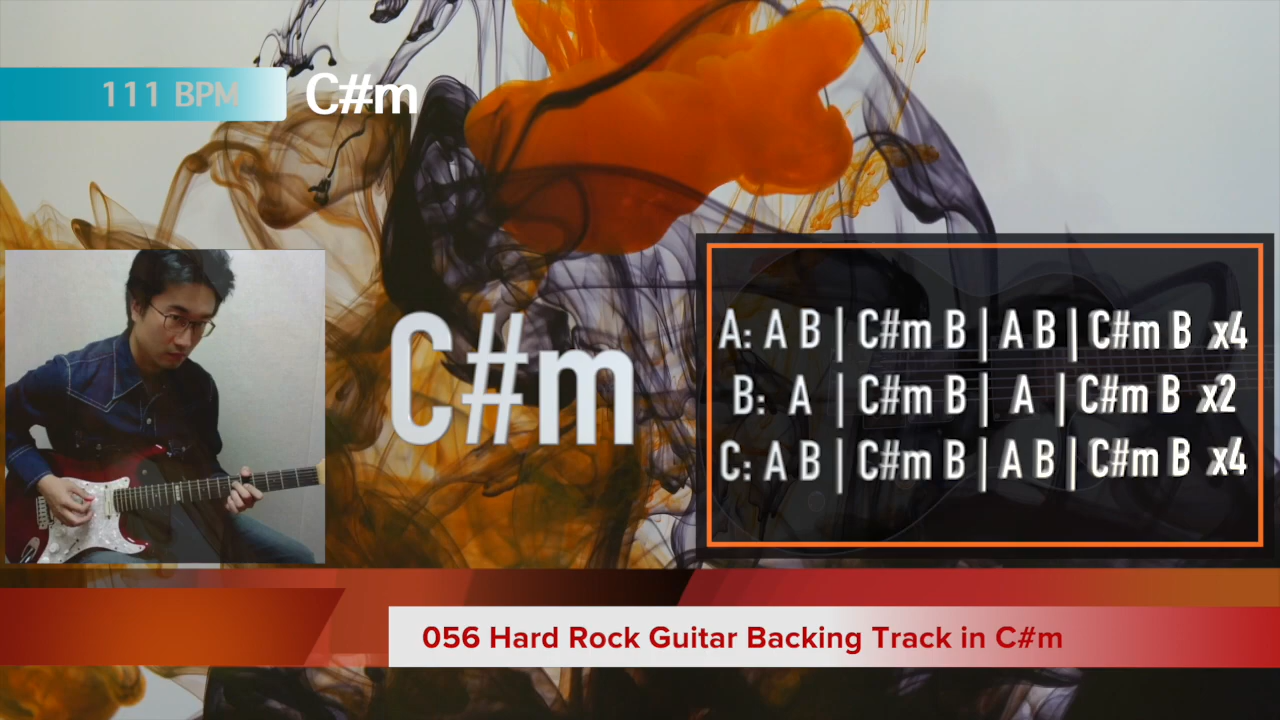 111 BPM
C#m
C#m
A: A B | C#m B | A B | C#m B x4
B: A | C#m B | A | C#m B x2
C: A B | C#m B | A B | C#m B x4
056 Hard Rock Guitar Backing Track in C#m